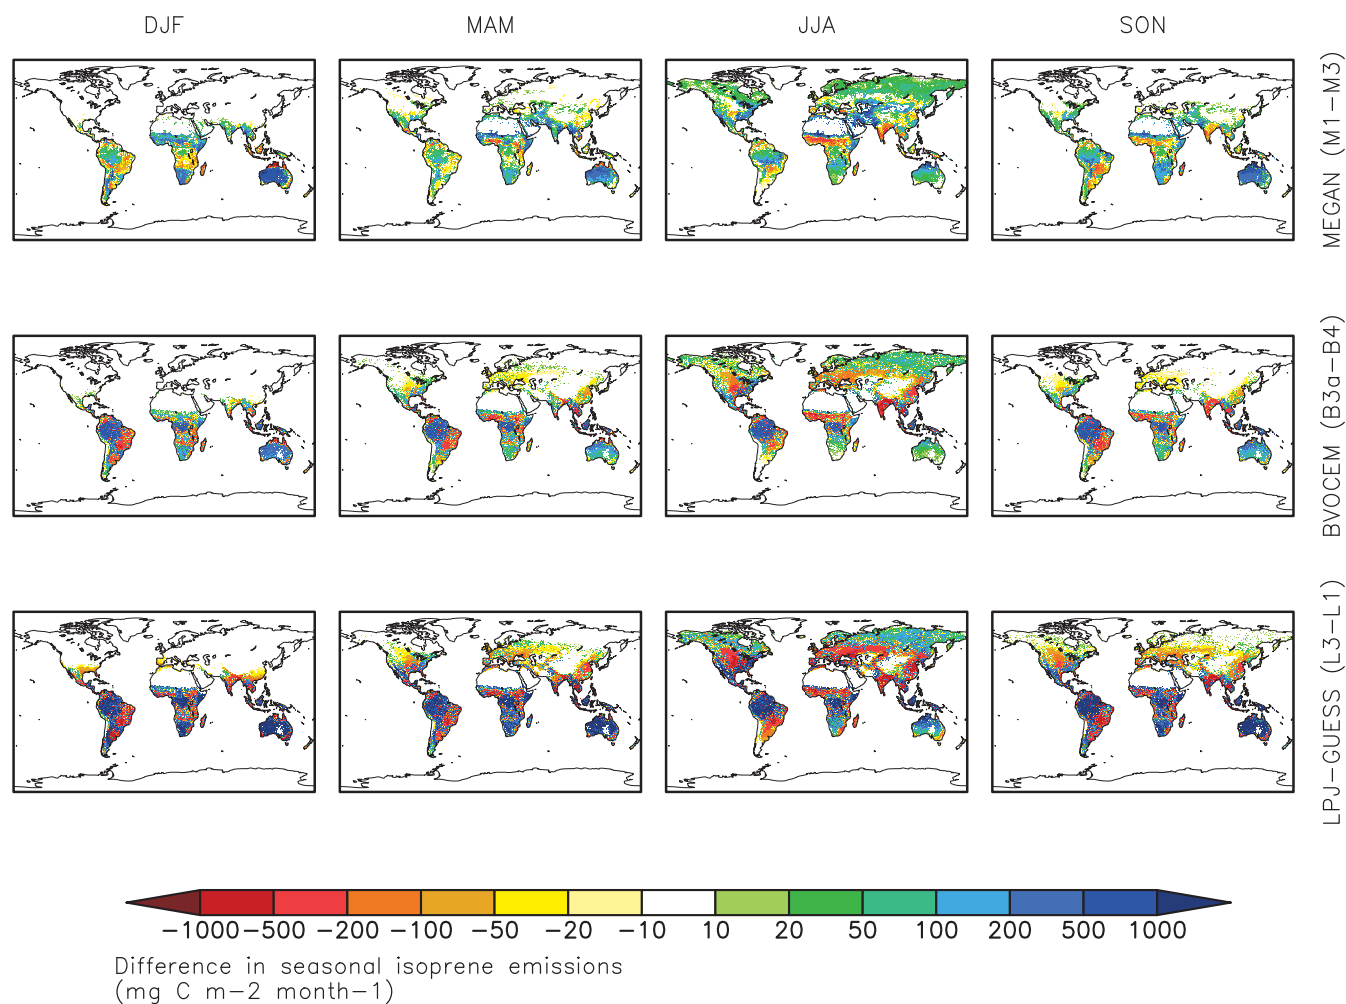 DJF MAM JJA SON
MEGAN (M1-M3)
BVOCEM (B3a-B4)
LPJ-GUESS (L3-L1)
-1000 -500 -200 -100 -50 -20 -10 10 20 50 100 200 500 1000
Difference in seasonal isoprene emissions
(mg C m-2 month-1)